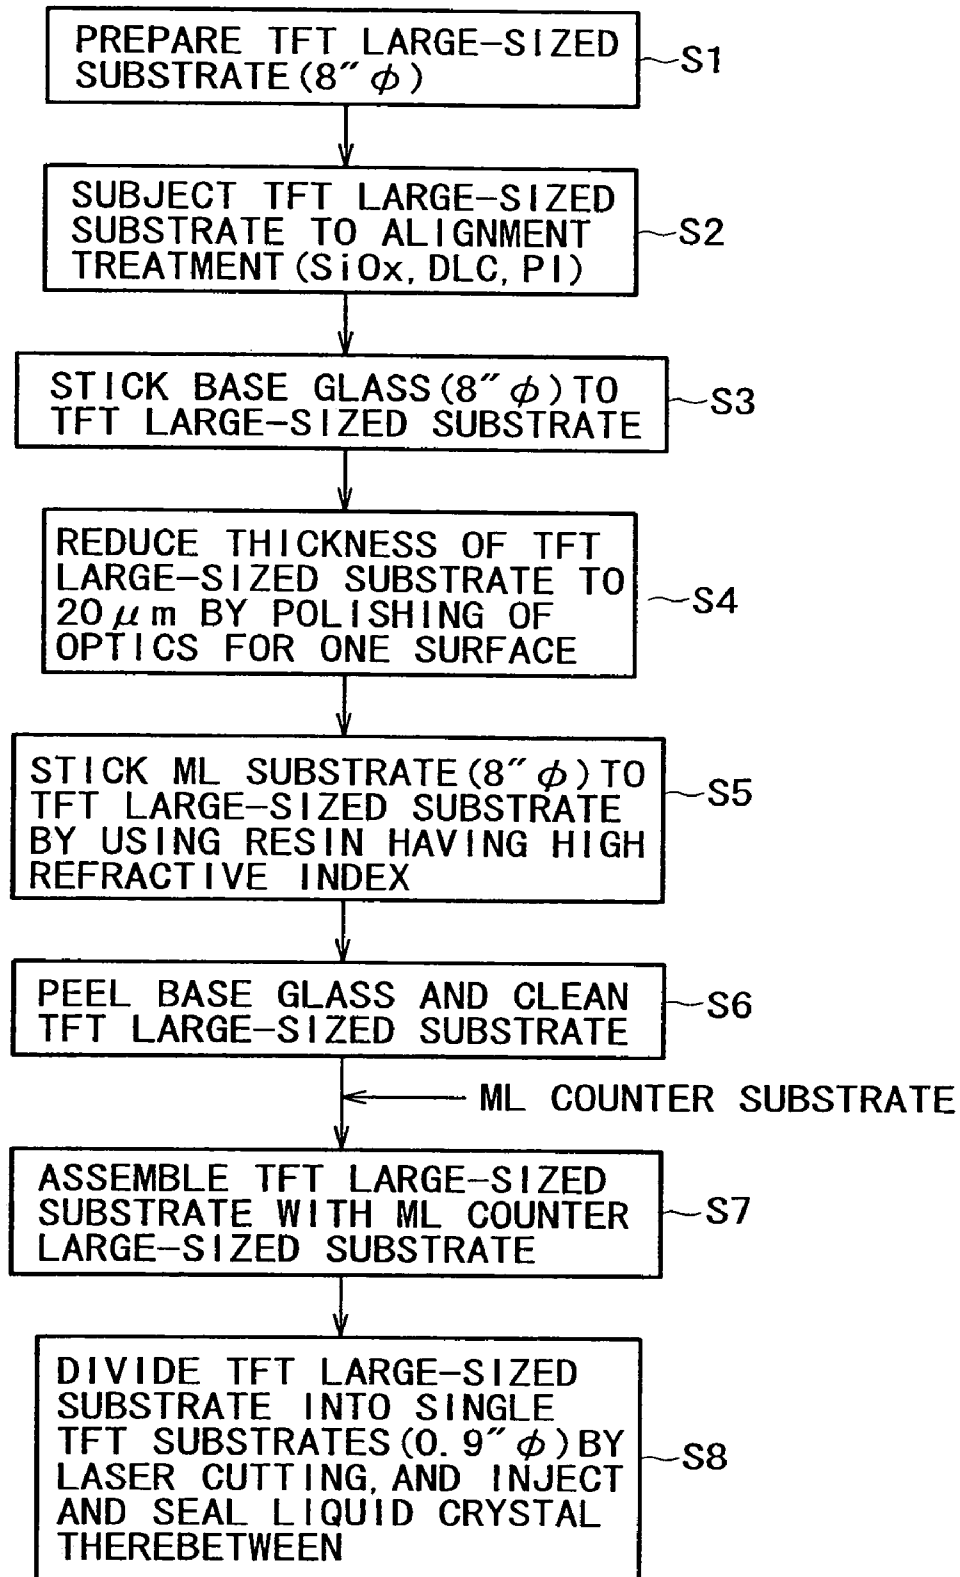 PREPARE TFT LARGE-SIZED
SUBSTRATE(8″φ)
S1
SUBJECT TFT LARGE-SIZED
SUBSTRATE TO ALIGNMENT
TREATMENT(SiOx, DLC, PI)
S2
STICK BASE GLASS(8″φ)TO
TFT LARGE-SIZED SUBSTRATE
S3
REDUCE THICKNESS OF TFT
LARGE-SIZED SUBSTRATE TO
20μm BY POLISHING OF
OPTICS FOR ONE SURFACE
S4
STICK ML SUBSTRATE(8″φ)TO
TFT LARGE-SIZED SUBSTRATE
BY USING RESIN HAVING HIGH
REFRACTIVE INDEX
S5
PEEL BASE GLASS AND CLEAN
TFT LARGE-SIZED SUBSTRATE
S6
ML COUNTER SUBSTRATE
ASSEMBLE TFT LARGE-SIZED
SUBSTRATE WITH ML COUNTER
LARGE-SIZED SUBSTRATE
S7
DIVIDE TFT LARGE-SIZED
SUBSTRATE INTO SINGLE
TFT SUBSTRATES(0.9″φ)BY
LASER CUTTING, AND INJECT
AND SEAL LIQUID CRYSTAL
THEREBETWEEN
S8